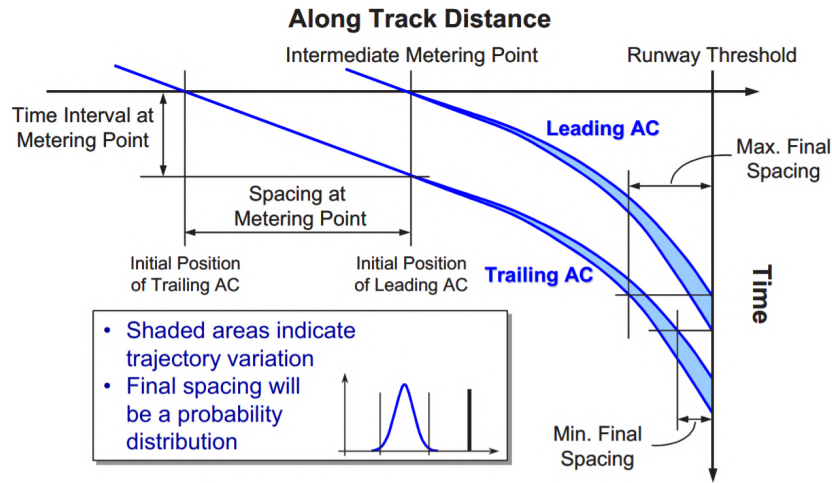 Along Track Distance
Intermediate Metering Point
Runway Threshold
Time Interval at
Metering Point
Leading AC
Max. Final
Spacing
Spacing at
Metering Point
Initial Position
of Trailing AC
Initial Position
of Leading AC
Trailing AC
Time
• Shaded areas indicate
trajectory variation
• Final spacing will
be a probability
distribution
Min. Final
Spacing